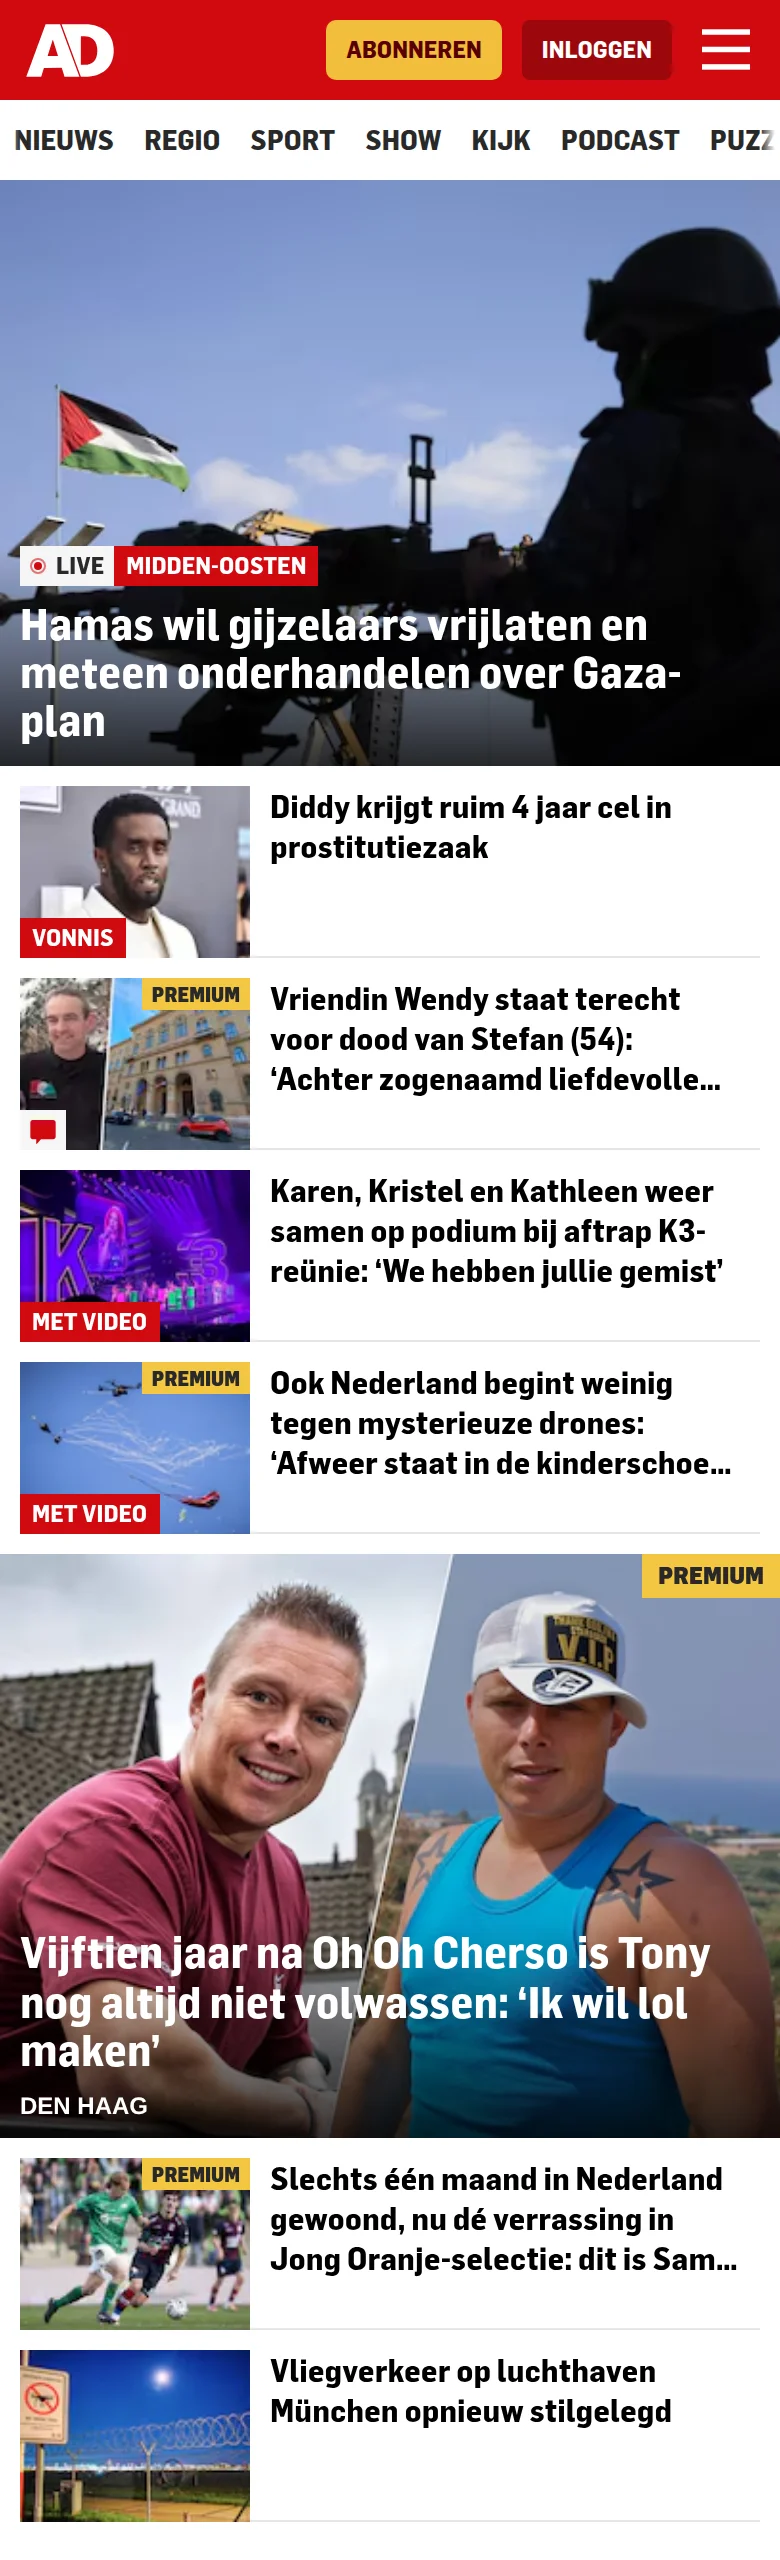 AD
ABONNEREN
INLOGGEN
NIEUWS REGIO SPORT SHOW KIJK PODCAST PUZZ
LIVE MIDDEN-OOSTEN
Hamas wil gijzelaars vrijlaten en
meteen onderhandelen over Gaza-
plan
GRAND
VONNIS
Diddy krijgt ruim 4 jaar cel in
prostitutiezaak
PREMIUM
Vriendin Wendy staat terecht
voor dood van Stefan (54):
‘Achter zogenaamd liefdevolle...
K3
MET VIDEO
Karen, Kristel en Kathleen weer
samen op podium bij aftrap K3-
reünie: ‘We hebben jullie gemist’
PREMIUM
MET VIDEO
Ook Nederland begint weinig
tegen mysterieuze drones:
‘Afweer staat in de kinderschoe...
PREMIUM
V.I.P
Vijftien jaar na Oh Oh Cherso is Tony
nog altijd niet volwassen: ‘Ik wil lol
maken’
DEN HAAG
PREMIUM
Slechts één maand in Nederland
gewoond, nu dé verrassing in
Jong Oranje-selectie: dit is Sam...
Vliegverkeer op luchthaven
München opnieuw stilgelegd